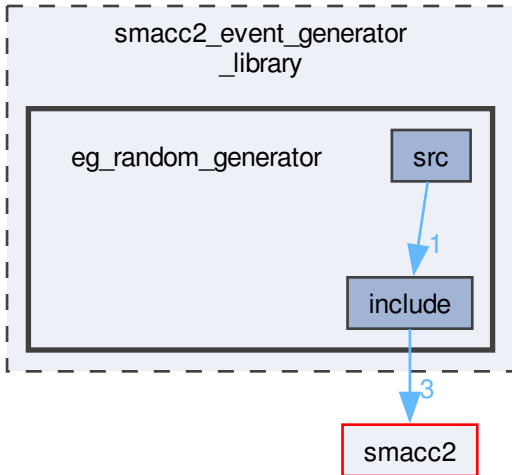 smacc2_event_generator
_library
eg_random_generator
src
1
include
3
smacc2